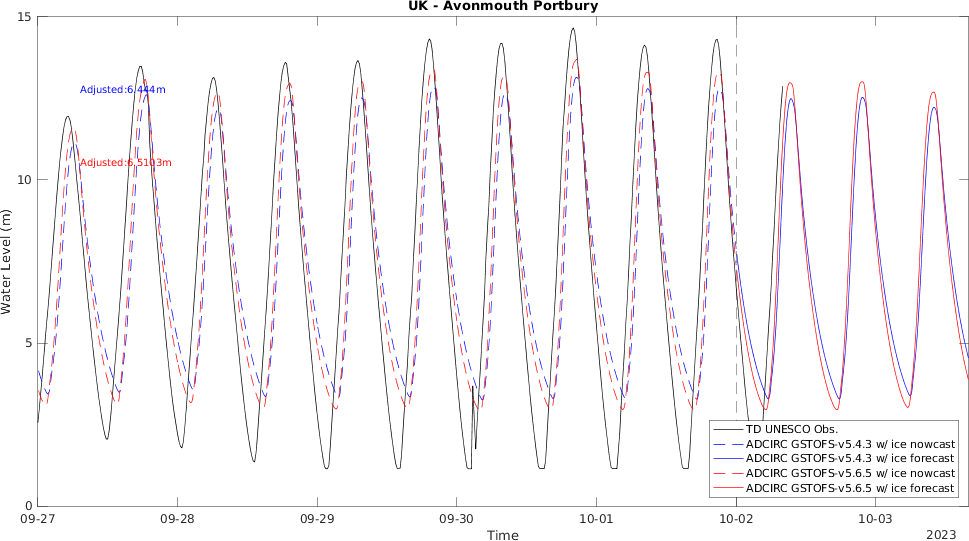 UK - Avonmouth Portbury
15
Adjusted:6.444m
Adjusted:6.5103m
10
Water Level (m)
5
0
TD UNESCO Obs.
ADCIRC GSTOFS-v5.4.3 w/ ice nowcast
ADCIRC GSTOFS-v5.4.3 w/ ice forecast
ADCIRC GSTOFS-v5.6.5 w/ ice nowcast
ADCIRC GSTOFS-v5.6.5 w/ ice forecast
09-27 09-28 09-29 09-30 10-01 10-02 10-03
Time
2023